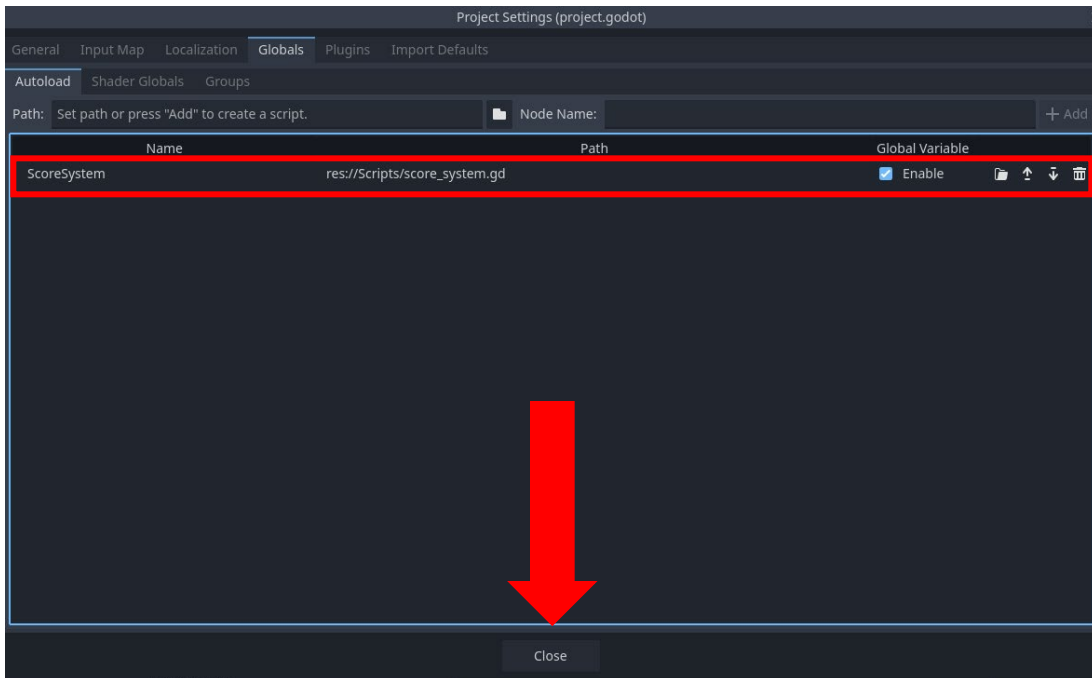 Project Settings (project.godot)
General Input Map Localization Globals Plugins Import Defaults
Autoload Shader Globals Groups
Path: Set path or press "Add" to create a script. Node Name: + Add
Name Path Global Variable
ScoreSystem res://Scripts/score_system.gd Enable
Close